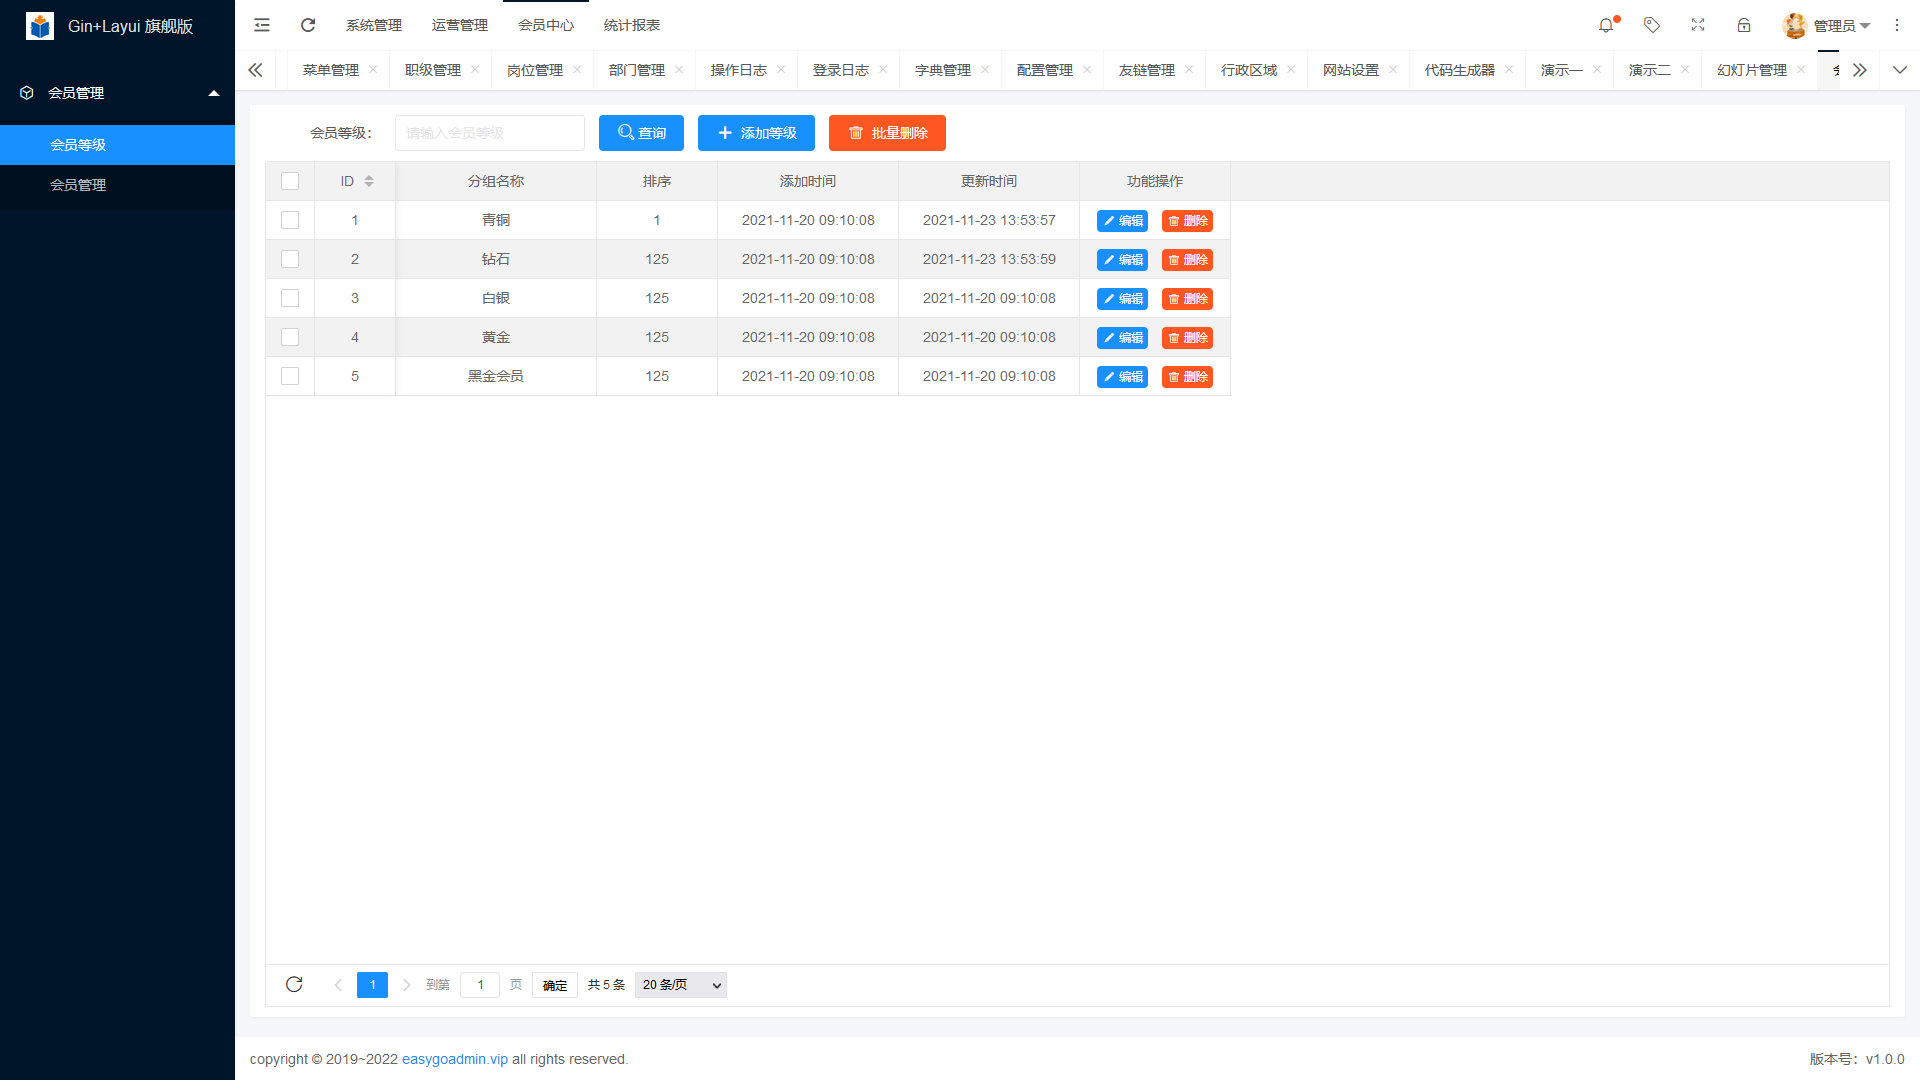 Gin+Layui 旗舰版
系统管理 运营管理 会员中心 统计报表 管理员
菜单管理 职级管理 岗位管理 部门管理 操作日志 登录日志 字典管理 配置管理 友链管理 行政区域 网站设置 代码生成器 演示一 演示二 幻灯片管理
会员管理
会员等级
会员管理
会员等级： 请输入会员等级 查询 添加等级 批量删除
ID 分组名称 排序 添加时间 更新时间 功能操作
1 青铜 1 2021-11-20 09:10:08 2021-11-23 13:53:57 编辑 删除
2 钻石 125 2021-11-20 09:10:08 2021-11-23 13:53:59 编辑 删除
3 白银 125 2021-11-20 09:10:08 2021-11-20 09:10:08 编辑 删除
4 黄金 125 2021-11-20 09:10:08 2021-11-20 09:10:08 编辑 删除
5 黑金会员 125 2021-11-20 09:10:08 2021-11-20 09:10:08 编辑 删除
1 到第 1 页 确定 共 5 条 20 条/页
copyright © 2019~2022 easygoadmin.vip all rights reserved. 版本号：v1.0.0